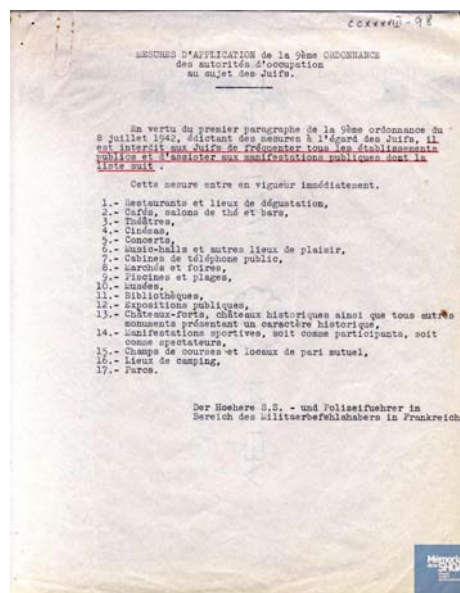 CCXXXVIII - 98
MESURES D'APPLICATION de la 9ème ORDONNANCE
des autorités d'occupation
au sujet des Juifs.
En vertu du premier paragraphe de la 9ème ordonnance du
8 juillet 1942, édictant des mesures à l'égard des Juifs, il
est interdit aux Juifs de fréquenter tous les établissements
publics et d'assister aux manifestations publiques dont la
liste suit .
Cette mesure entre en vigueur immédiatement.
1.- Restaurants et lieux de dégustation,
2.- Cafés, salons de thé et bars,
3.- Théâtres,
4.- Cinémas,
5.- Concerts,
6.- Music-halls et autres lieux de plaisir,
7.- Cabines de téléphone public,
8.- Marchés et foires,
9.- Piscines et plages,
10.- Musées,
11.- Bibliothèques,
12.- Expositions publiques,
13.- Châteaux-forts, châteaux historiques ainsi que tous autres
monuments présentant un caractère historique,
14.- Manifestations sportives, soit comme participants, soit
comme spectateurs,
15.- Champs de courses et locaux de pari mutuel,
16.- Lieux de camping,
17.- Parcs.
Der Hoehere S.S. - und Polizeifuehrer in
Bereich des Militaerbefehlshabers in Frankreich
Mémorial
de la SHOAH